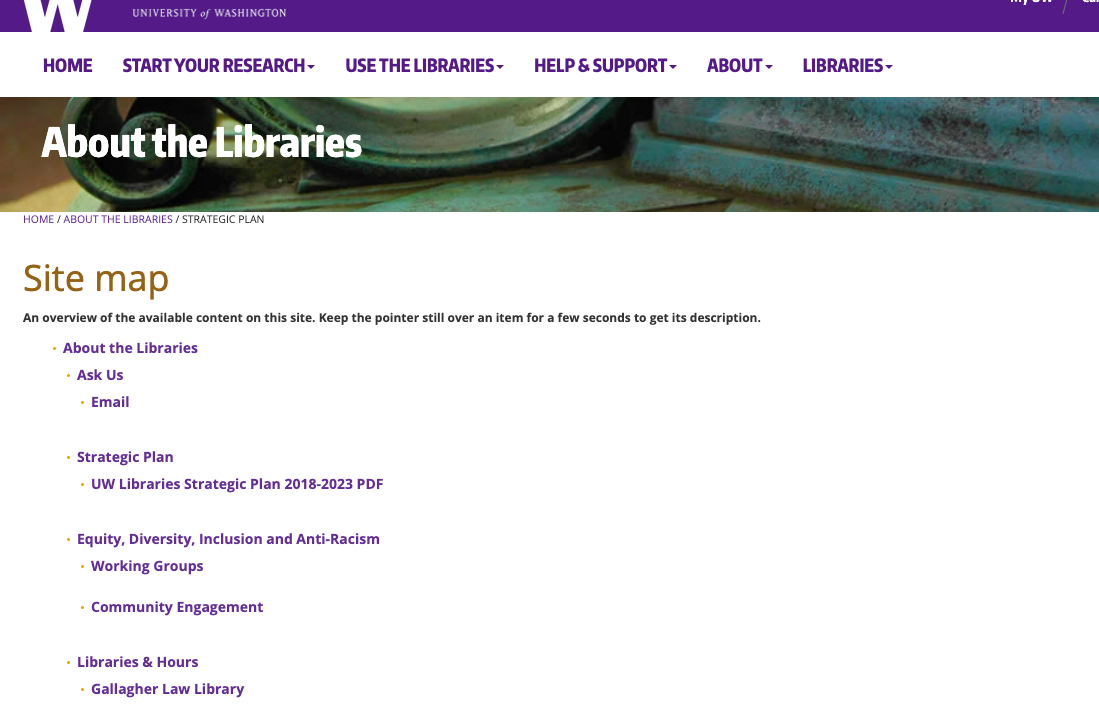 UNIVERSITY of WASHINGTON
My UW
HOME START YOUR RESEARCH USE THE LIBRARIES HELP & SUPPORT ABOUT LIBRARIES
About the Libraries
HOME / ABOUT THE LIBRARIES / STRATEGIC PLAN
Site map
An overview of the available content on this site. Keep the pointer still over an item for a few seconds to get its description.
About the Libraries
Ask Us
Email
Strategic Plan
UW Libraries Strategic Plan 2018-2023 PDF
Equity, Diversity, Inclusion and Anti-Racism
Working Groups
Community Engagement
Libraries & Hours
Gallagher Law Library